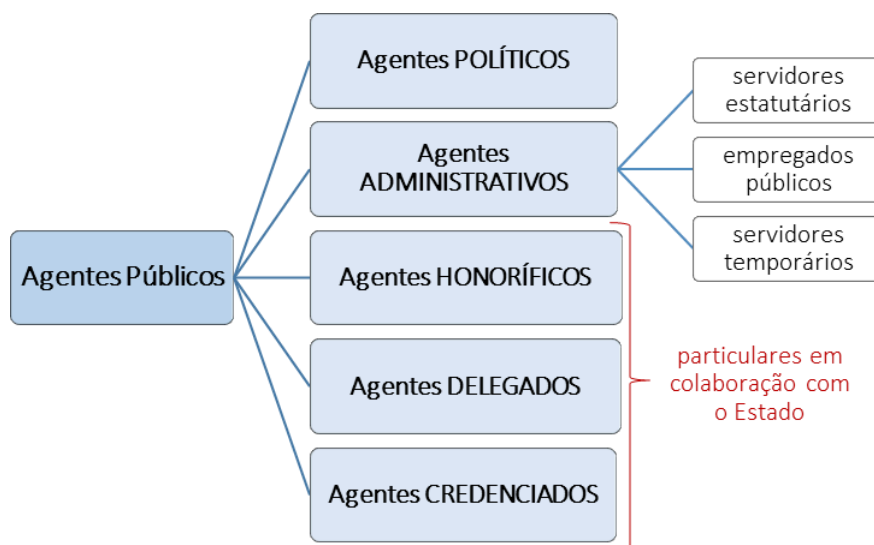 Agentes Públicos
Agentes POLÍTICOS
Agentes
ADMINISTRATIVOS
servidores
estatutários
empregados
públicos
servidores
temporários
Agentes HONORÍFICOS
Agentes DELEGADOS
Agentes CREDENCIADOS
particulares em
colaboração com
o Estado